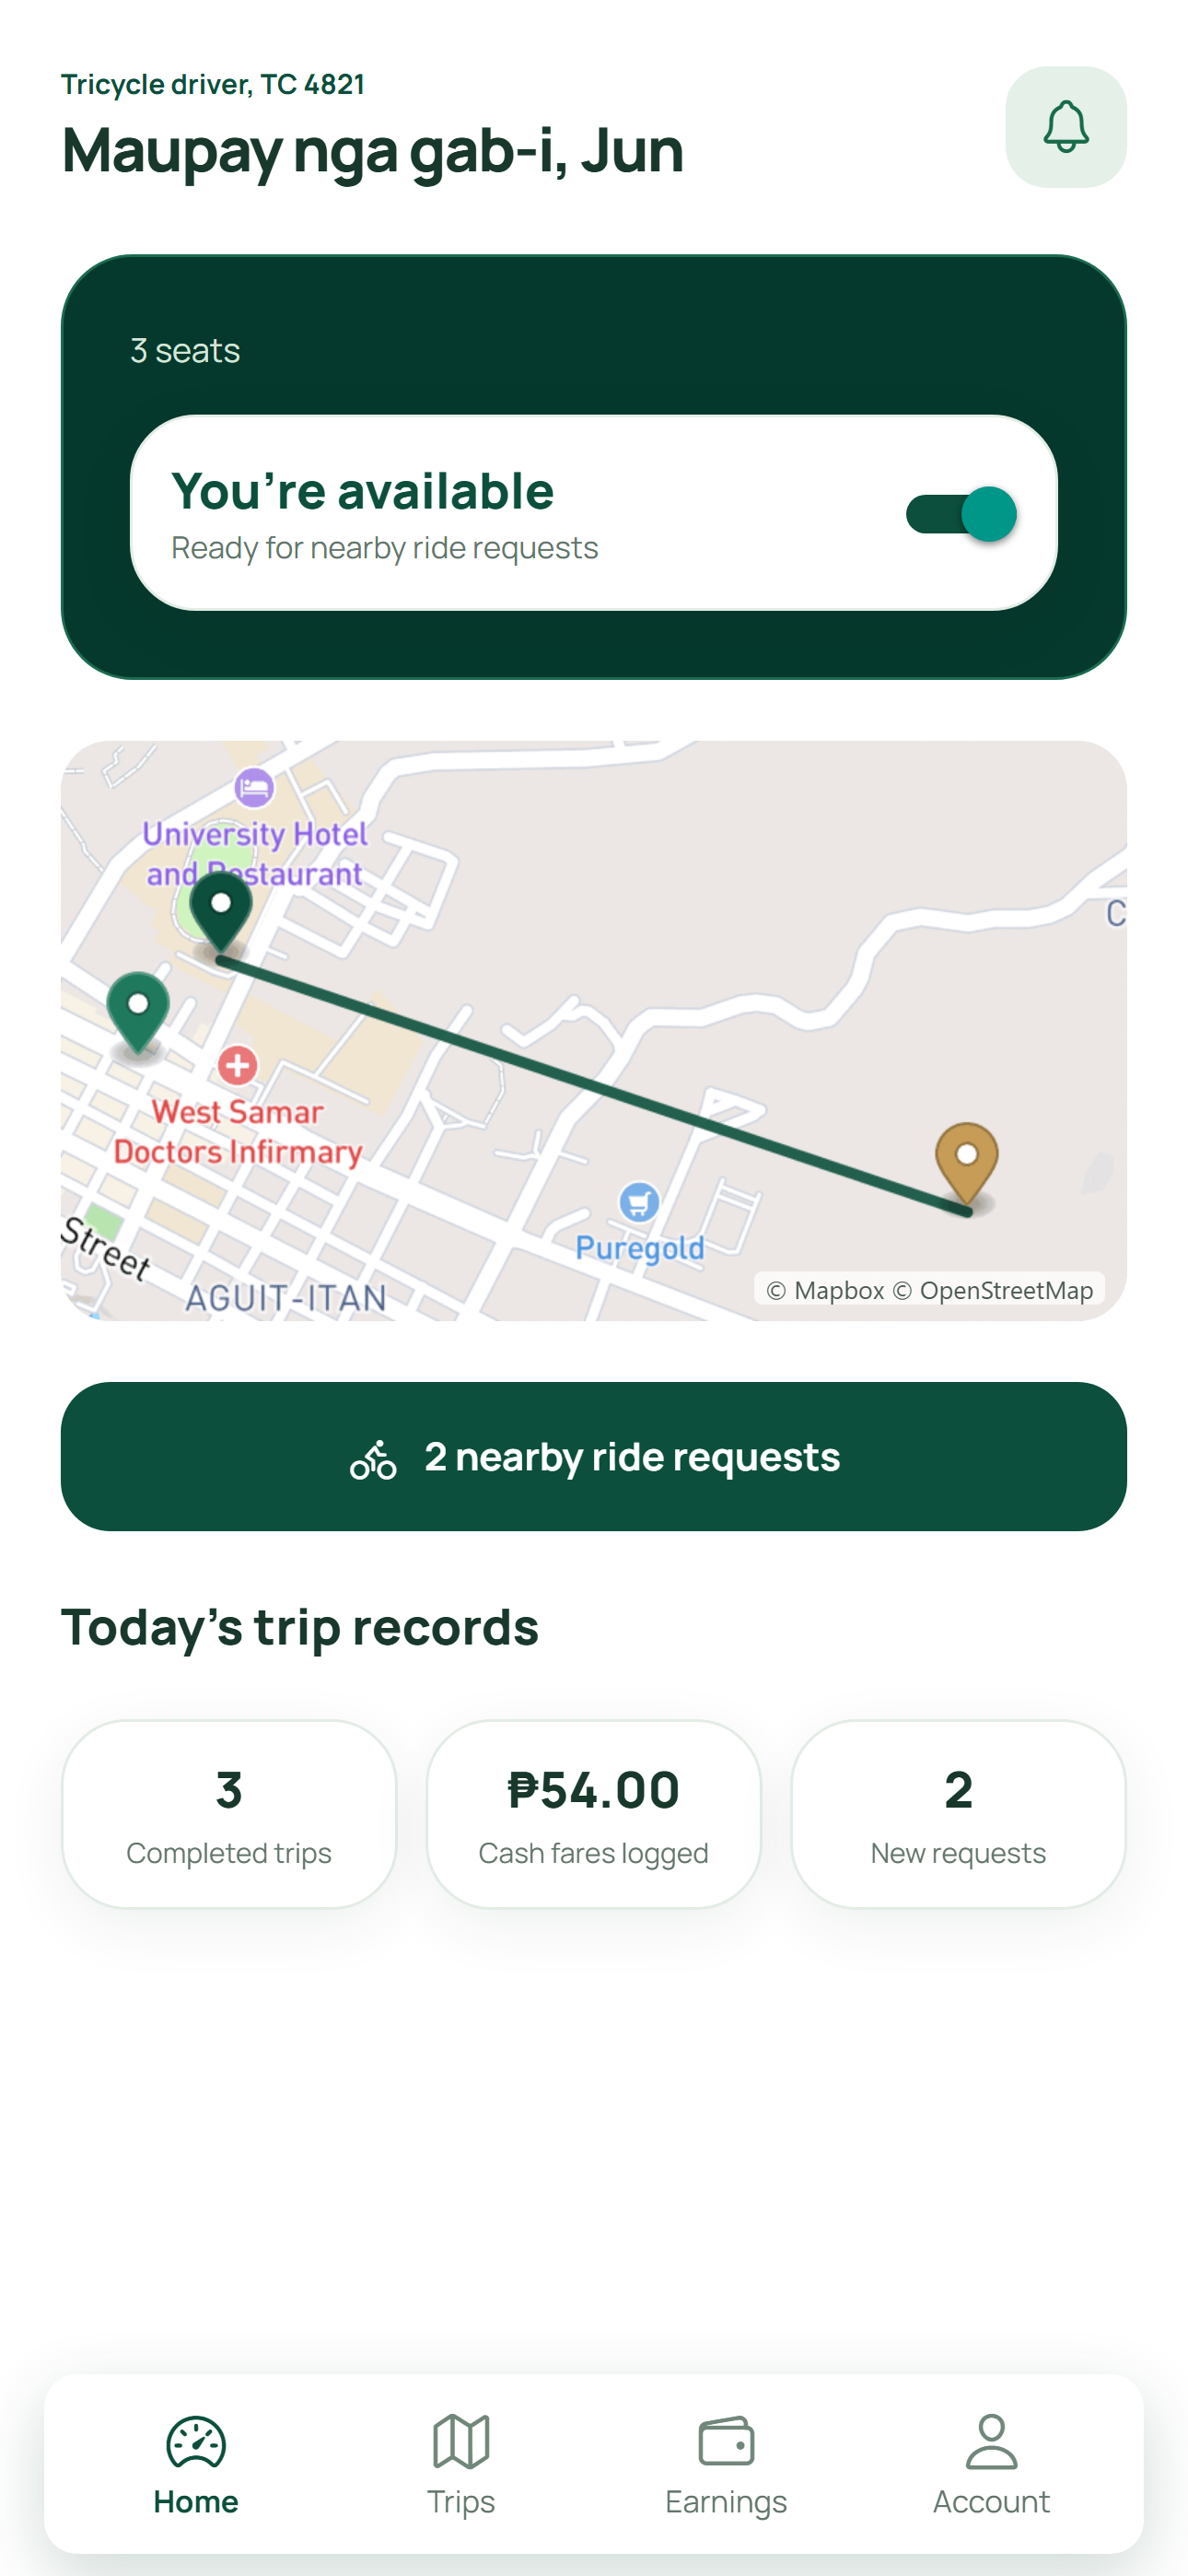 Tricycle driver, TC 4821
Maupay nga gab-i, Jun
3 seats
You're available
Ready for nearby ride requests
University Hotel
and Restaurant
West Samar
Doctors Infirmary
Puregold
Street
AGUIT-ITAN
C
© Mapbox © OpenStreetMap
2 nearby ride requests
Today's trip records
3
Completed trips
₱54.00
Cash fares logged
2
New requests
Home
Trips
Earnings
Account